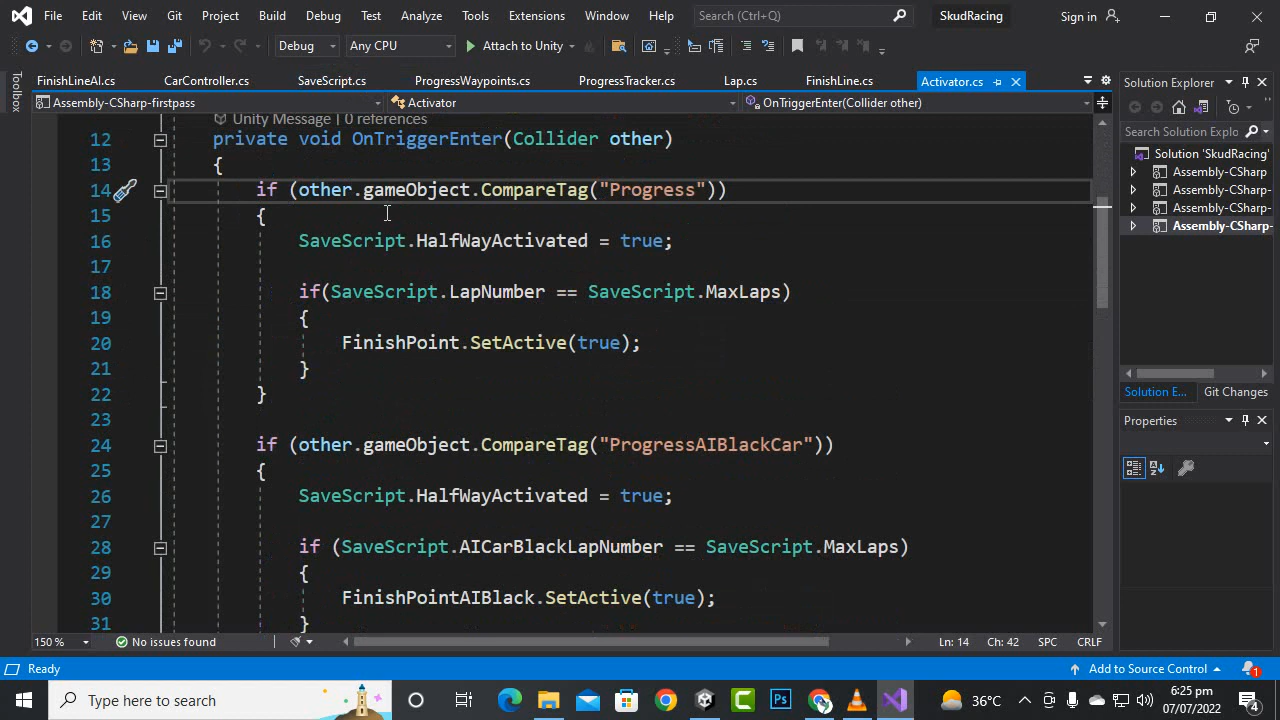 File Edit View Git Project Build Debug Test Analyze Tools Extensions Window Help Search (Ctrl+Q) SkudRacing Sign in
Debug Any CPU Attach to Unity
Toolbox
FinishLineAI.cs CarController.cs SaveScript.cs ProgressWaypoints.cs ProgressTracker.cs Lap.cs FinishLine.cs Activator.cs
Assembly-CSharp-firstpass Activator OnTriggerEnter(Collider other)
Unity Message | 0 references
12 private void OnTriggerEnter(Collider other)
13 {
14 if (other.gameObject.CompareTag("Progress"))
15 {
16 SaveScript.HalfWayActivated = true;
17
18 if(SaveScript.LapNumber == SaveScript.MaxLaps)
19 {
20 FinishPoint.SetActive(true);
21 }
22 }
23
24 if (other.gameObject.CompareTag("ProgressAIBlackCar"))
25 {
26 SaveScript.HalfWayActivated = true;
27
28 if (SaveScript.AICarBlackLapNumber == SaveScript.MaxLaps)
29 {
30 FinishPointAIBlack.SetActive(true);
31 }
150 % No issues found Ln: 14 Ch: 42 SPC CRLF
Solution Explorer
Search Solution Explo
Solution 'SkudRacing'
Assembly-CSharp
Assembly-CSharp-
Assembly-CSharp-
Assembly-CSharp-
Solution E... Git Changes
Properties
Ready Add to Source Control 1
Type here to search 36°C 6:25 pm
07/07/2022 4